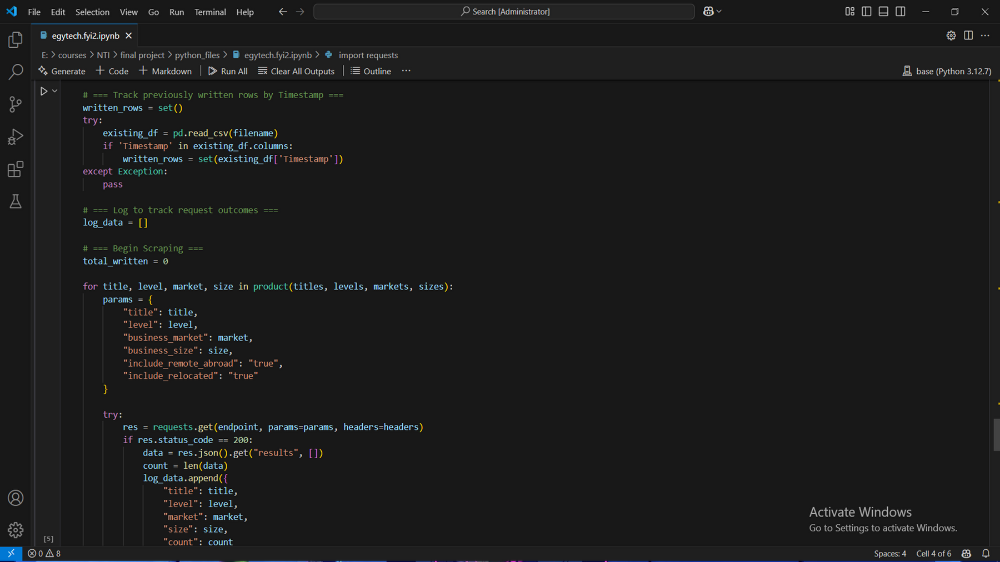 File Edit Selection View Go Run Terminal Help Search [Administrator]
egytech.fyi2.ipynb
E: > courses > NTI > final project > python_files > egytech.fyi2.ipynb > import requests
Generate + Code + Markdown Run All Clear All Outputs Outline ... base (Python 3.12.7)
# === Track previously written rows by Timestamp ===
written_rows = set()
try:
    existing_df = pd.read_csv(filename)
    if 'Timestamp' in existing_df.columns:
        written_rows = set(existing_df['Timestamp'])
except Exception:
    pass
# === Log to track request outcomes ===
log_data = []
# === Begin Scraping ===
total_written = 0
for title, level, market, size in product(titles, levels, markets, sizes):
    params = {
        "title": title,
        "level": level,
        "business_market": market,
        "business_size": size,
        "include_remote_abroad": "true",
        "include_relocated": "true"
    }
    try:
        res = requests.get(endpoint, params=params, headers=headers)
        if res.status_code == 200:
            data = res.json().get("results", [])
            count = len(data)
            log_data.append({
                "title": title,
                "level": level,
                "market": market,
                "size": size,
                "count": count
[5]
Activate Windows
Go to Settings to activate Windows.
0 8 Spaces: 4 Cell 4 of 6